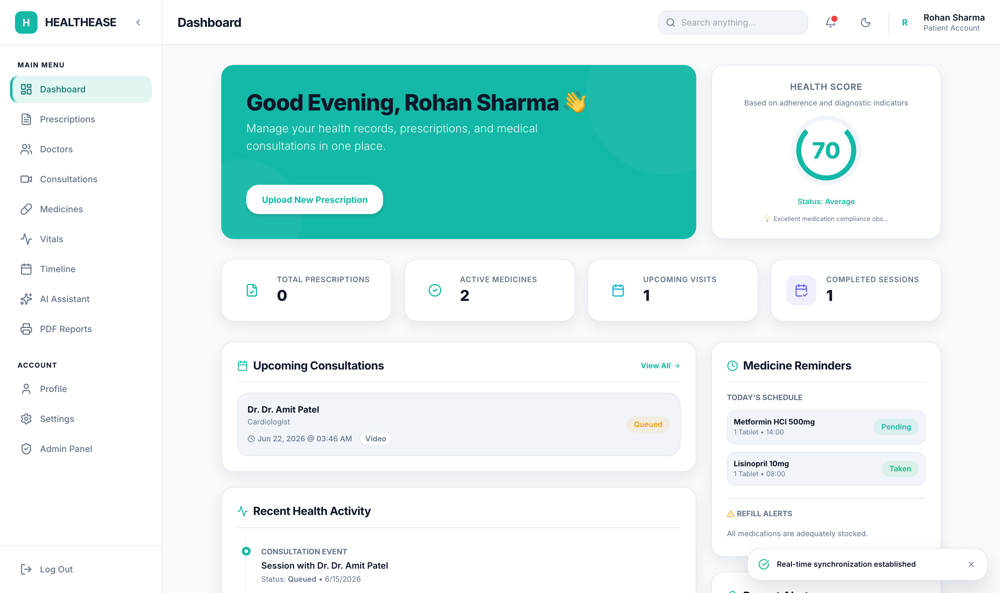 H
HEALTHEASE
Dashboard
Search anything...
R
Rohan Sharma
Patient Account
MAIN MENU
Dashboard
Prescriptions
Doctors
Consultations
Medicines
Vitals
Timeline
AI Assistant
PDF Reports
ACCOUNT
Profile
Settings
Admin Panel
Log Out
Good Evening, Rohan Sharma 👋
Manage your health records, prescriptions, and medical
consultations in one place.
Upload New Prescription
HEALTH SCORE
Based on adherence and diagnostic indicators
70
Status: Average
💡 Excellent medication compliance obs...
TOTAL PRESCRIPTIONS
0
ACTIVE MEDICINES
2
UPCOMING VISITS
1
COMPLETED SESSIONS
1
Upcoming Consultations
View All →
Dr. Dr. Amit Patel
Cardiologist
Jun 22, 2026 @ 03:46 AM
Video
Queued
Recent Health Activity
CONSULTATION EVENT
Session with Dr. Dr. Amit Patel
Status: Queued • 6/15/2026
Medicine Reminders
TODAY'S SCHEDULE
Metformin HCl 500mg
1 Tablet • 14:00
Pending
Lisinopril 10mg
1 Tablet • 08:00
Taken
REFILL ALERTS
All medications are adequately stocked.
Real-time synchronization established